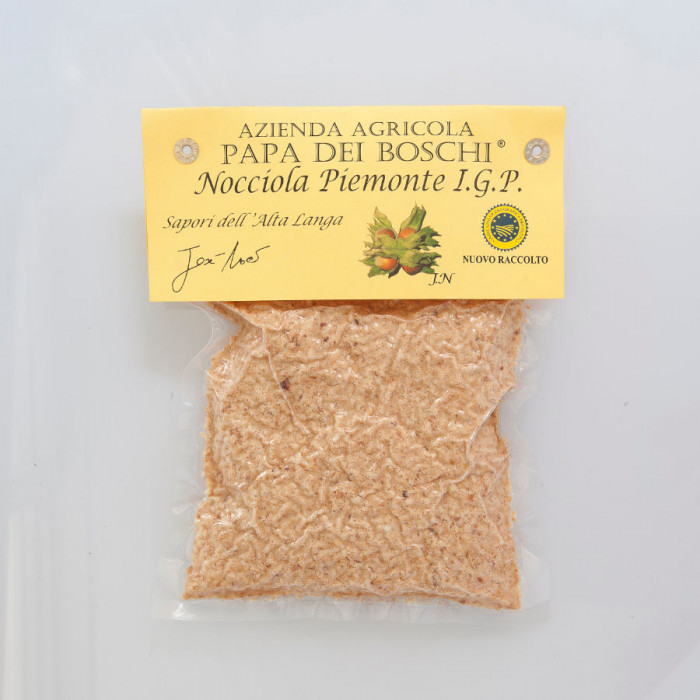 AZIENDA AGRICOLA
PAPA DEI BOSCHI®
Nocciola Piemonte I.G.P.
Sapori dell'Alta Langa
NUOVO RACCOLTO
J.N